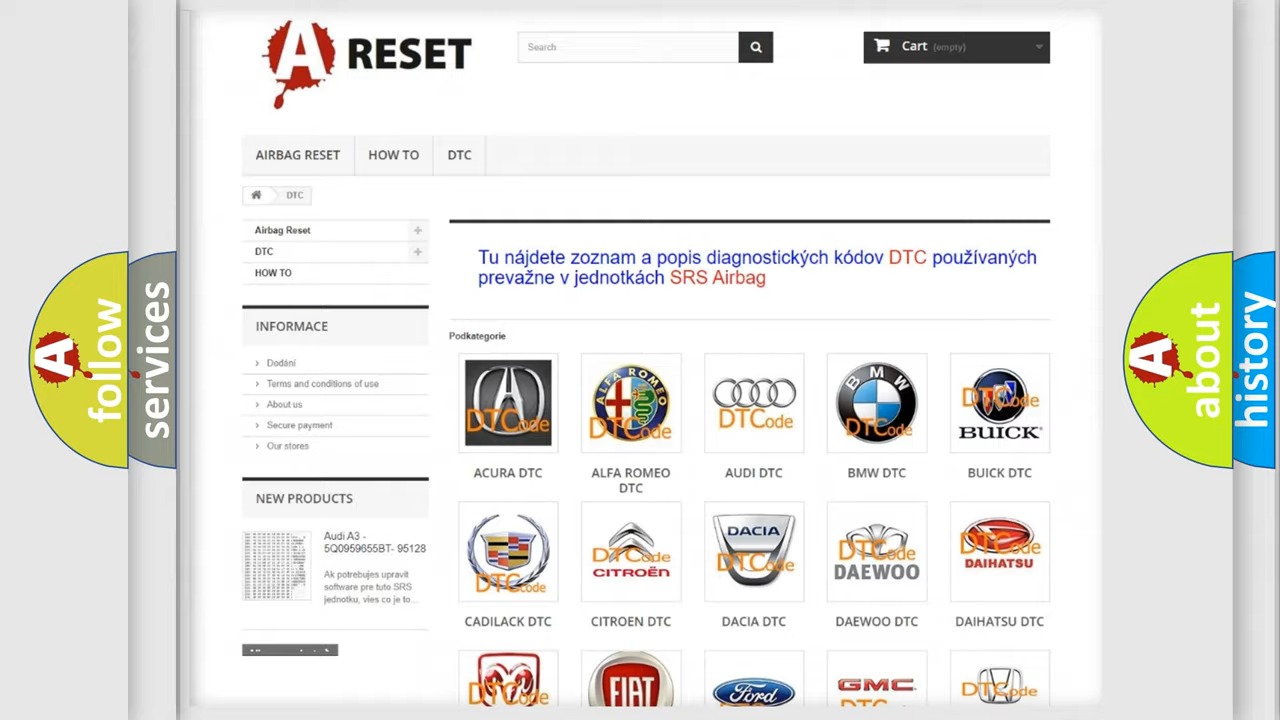 A RESET
Search
Cart (empty)
AIRBAG RESET
HOW TO
DTC
DTC
Airbag Reset
DTC
HOW TO
INFORMACE
Dodání
Terms and conditions of use
About us
Secure payment
Our stores
NEW PRODUCTS
Audi A3 -
5Q0959655BT- 95128
Ak potrebujes upravit
software pre tuto SRS
jednotku, vies co je to...
Tu nájdete zoznam a popis diagnostických kódov DTC používaných
prevažne v jednotkách SRS Airbag
Podkategorie
DTCode
ALFA ROMEO
DTCode
DTCode
BMW
DTCode
DTCode
BUICK
ACURA DTC
ALFA ROMEO
DTC
AUDI DTC
BMW DTC
BUICK DTC
DTCode
DTCode
CITROËN
DACIA
DTCode
DTCode
DAEWOO
DTCode
DAIHATSU
CADILACK DTC
CITROEN DTC
DACIA DTC
DAEWOO DTC
DAIHATSU DTC
DTCode
FIAT
Ford
GMC
DTCode
A follow
services
A about
history